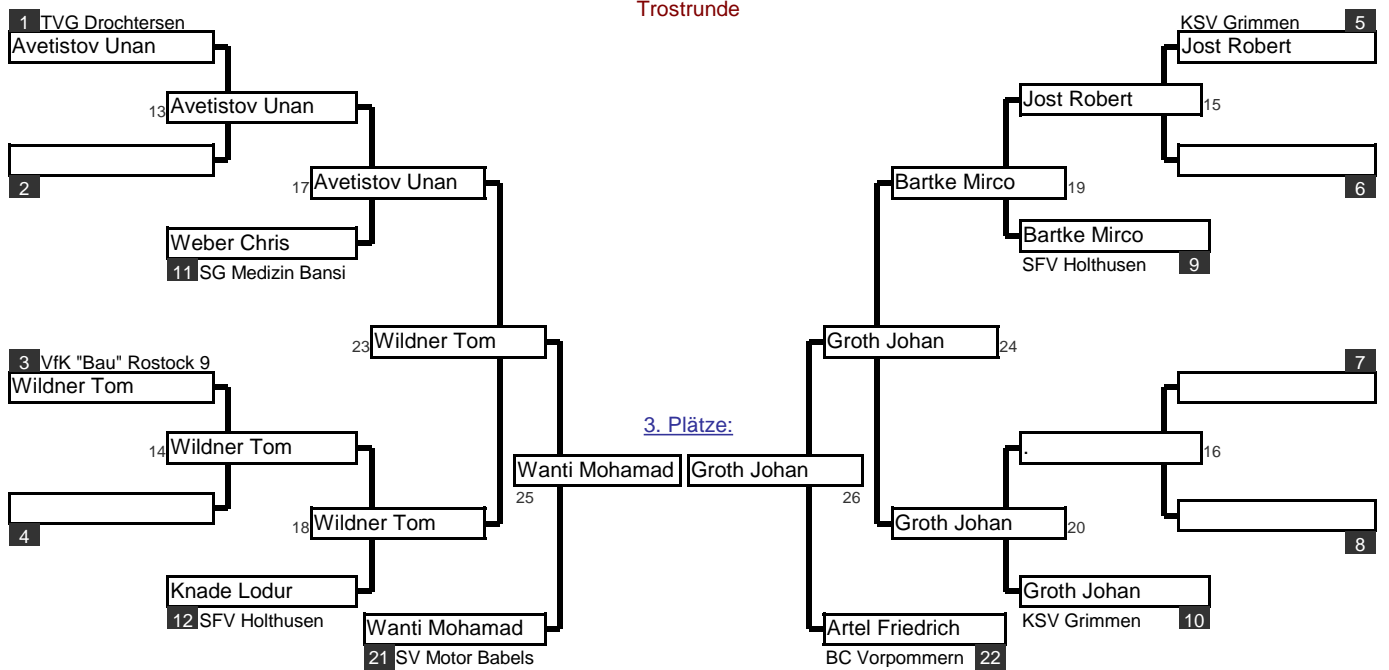 Trostrunde
1 TVG Drochtersen
Avetistov Unan
13 Avetistov Unan
2
17 Avetistov Unan
Weber Chris
11 SG Medizin Bansi
23 Wildner Tom
3 VfK "Bau" Rostock 9
Wildner Tom
14 Wildner Tom
4
18 Wildner Tom
Knade Lodur
12 SFV Holthusen
Wanti Mohamad
21 SV Motor Babels
3. Plätze:
Wanti Mohamad
25
Groth Johan
26
KSV Grimmen 5
Jost Robert
Jost Robert 15
6
Bartke Mirco 19
Bartke Mirco
SFV Holthusen 9
Groth Johan 24
7
. 16
8
Groth Johan 20
Groth Johan
KSV Grimmen 10
Artel Friedrich
BC Vorpommern 22